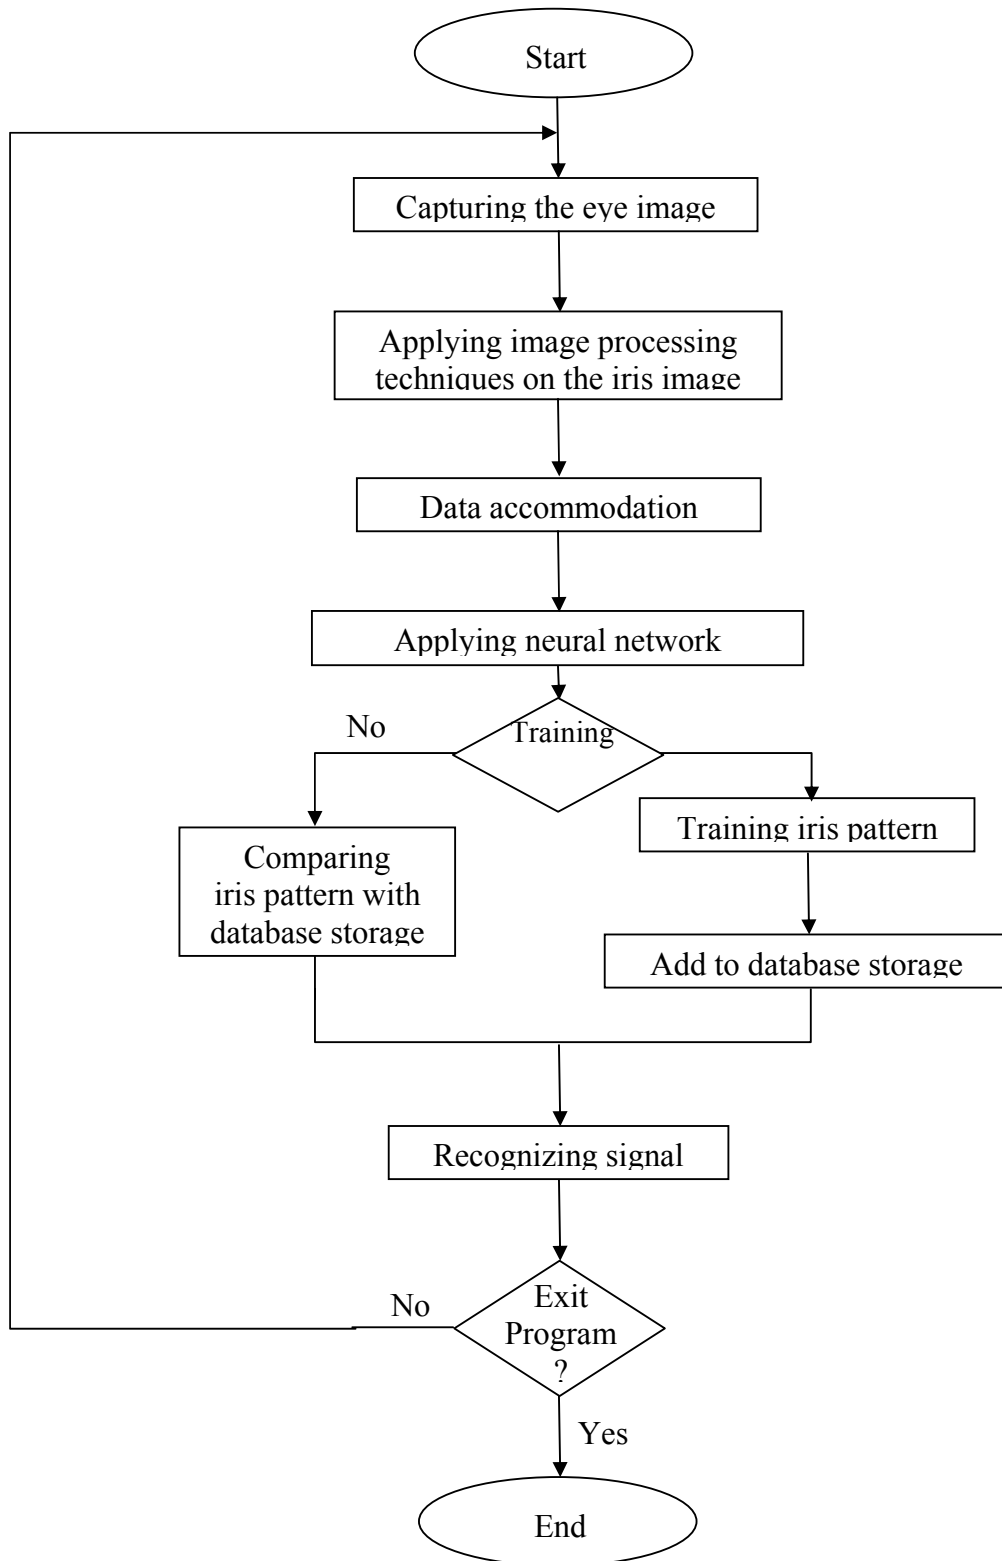 Start
Capturing the eye image
Applying image processing
techniques on the iris image
Data accommodation
Applying neural network
No
Training
Training iris pattern
Comparing
iris pattern with
database storage
Add to database storage
Recognizing signal
No
Exit
Program
?
Yes
End